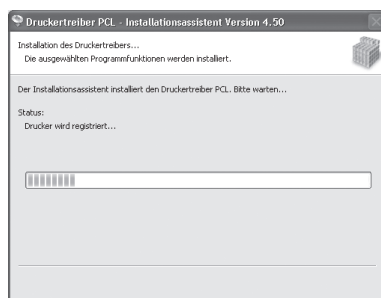 Druckertreiber PCL - Installationsassistent Version 4.50
Installation des Druckertreibers...
Die ausgewählten Programmfunktionen werden installiert.
Der Installationsassistent installiert den Druckertreiber PCL. Bitte warten...
Status:
Drucker wird registriert...